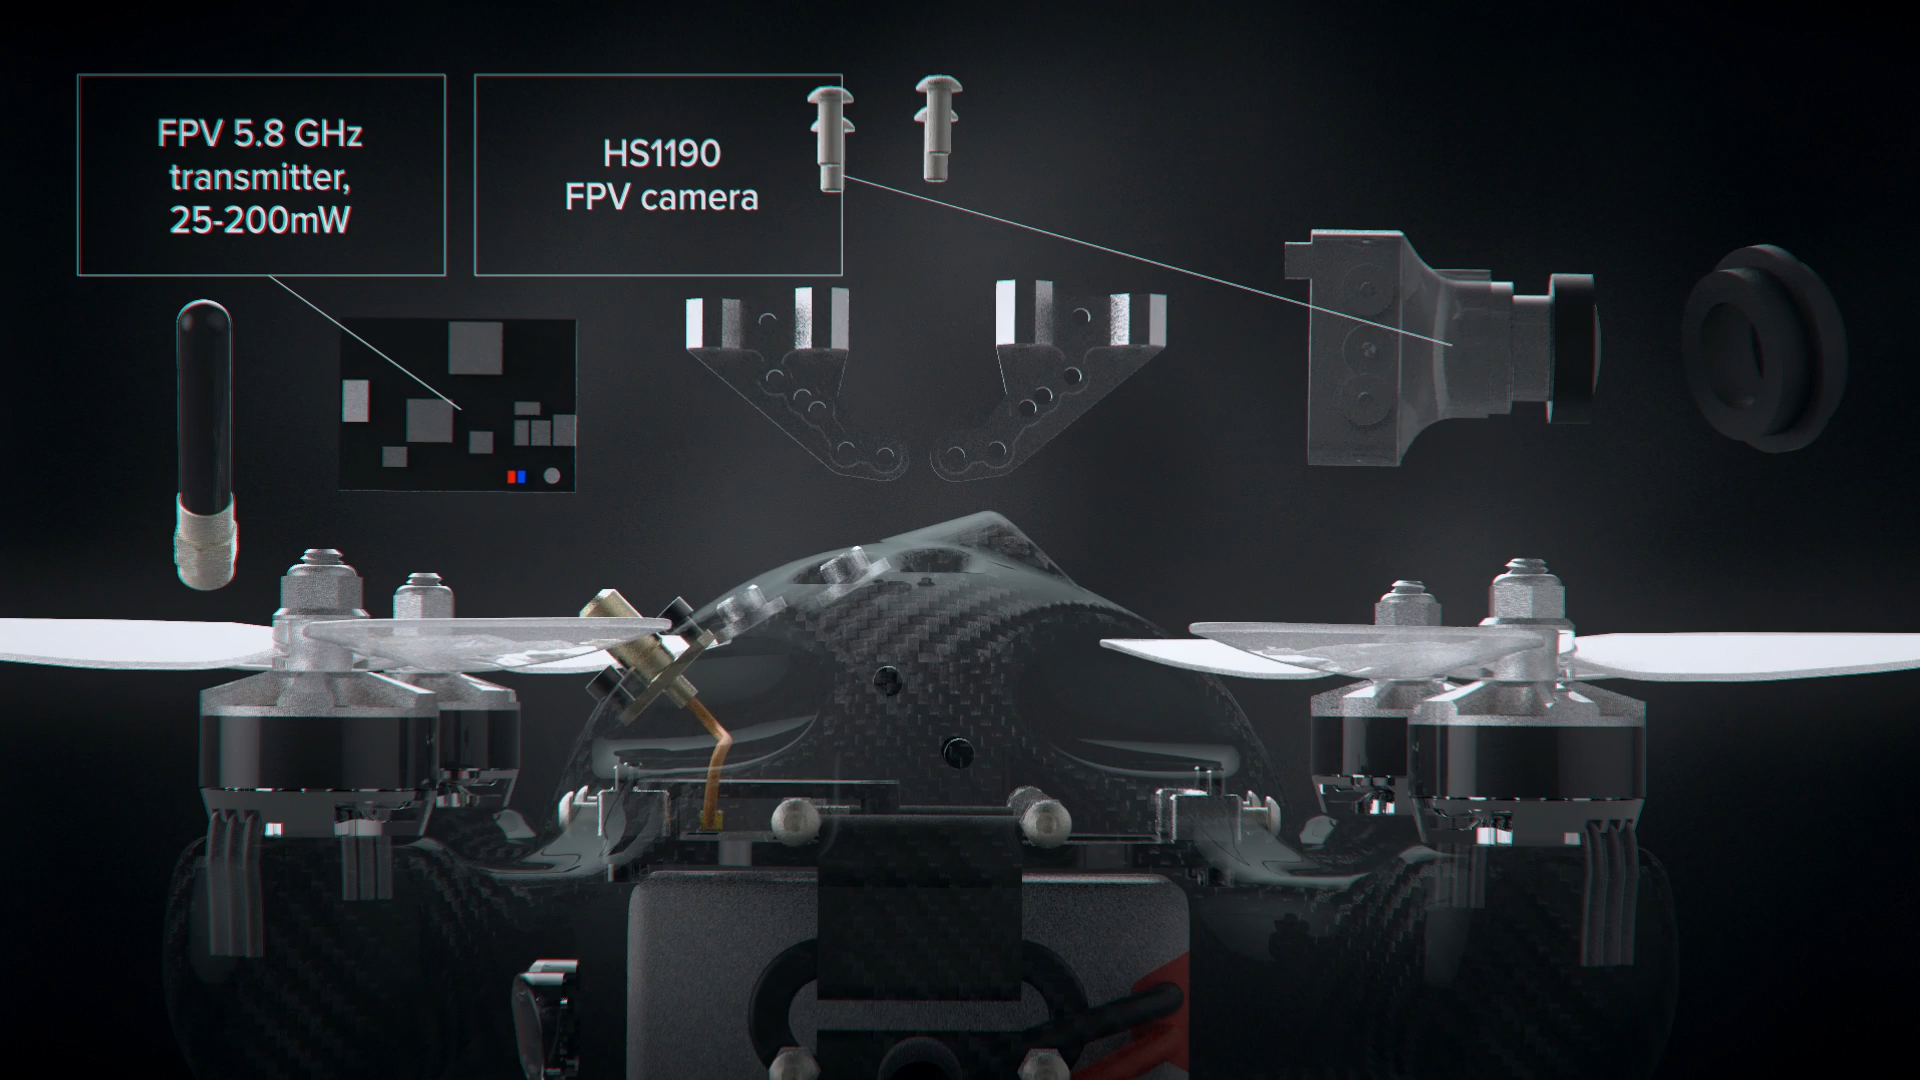 FPV 5.8 GHz
transmitter,
25-200mW
HS1190
FPV camera